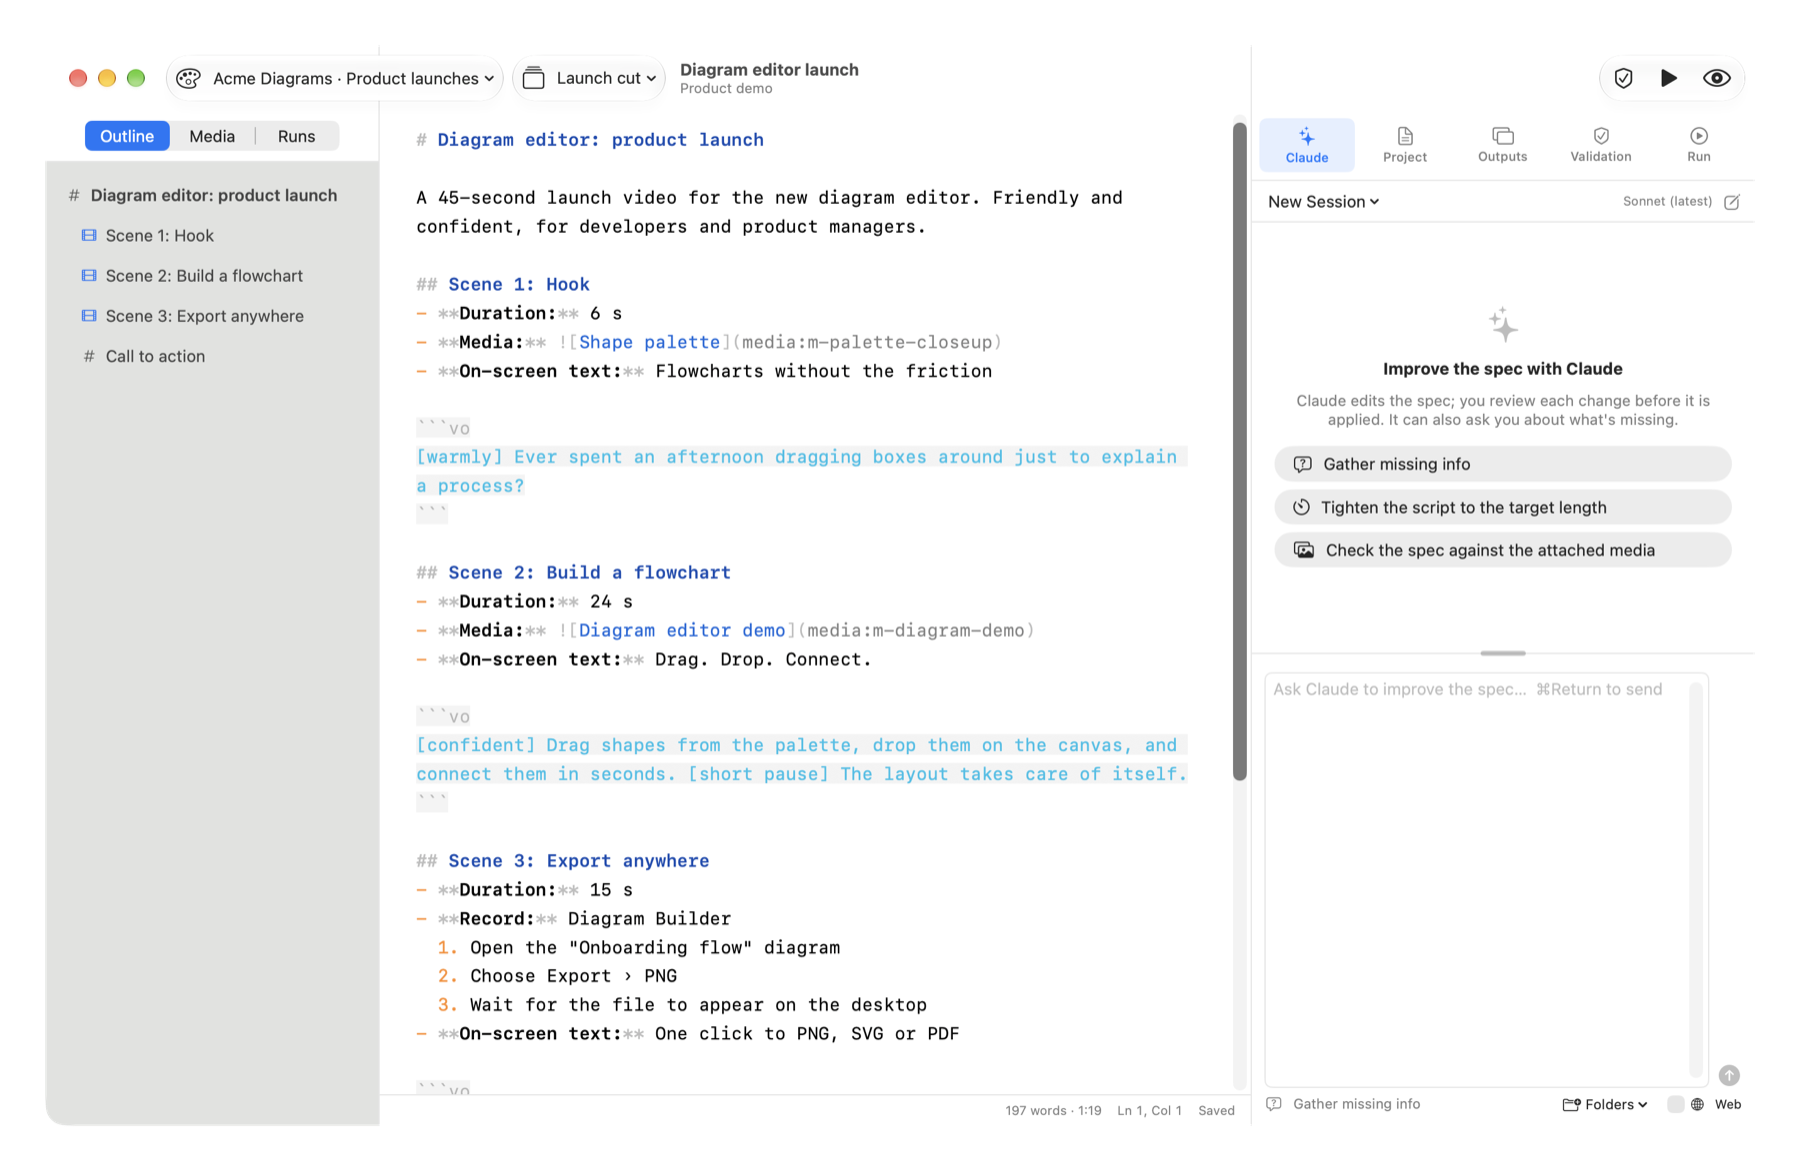 Acme Diagrams · Product launches
Launch cut
Diagram editor launch
Product demo
Outline
Media
Runs
# Diagram editor: product launch
Scene 1: Hook
Scene 2: Build a flowchart
Scene 3: Export anywhere
# Call to action
# Diagram editor: product launch
A 45-second launch video for the new diagram editor. Friendly and
confident, for developers and product managers.
## Scene 1: Hook
- **Duration:** 6 s
- **Media:** ![Shape palette](media:m-palette-closeup)
- **On-screen text:** Flowcharts without the friction
```vo
[warmly] Ever spent an afternoon dragging boxes around just to explain
a process?
```
## Scene 2: Build a flowchart
- **Duration:** 24 s
- **Media:** ![Diagram editor demo](media:m-diagram-demo)
- **On-screen text:** Drag. Drop. Connect.
```vo
[confident] Drag shapes from the palette, drop them on the canvas, and
connect them in seconds. [short pause] The layout takes care of itself.
```
## Scene 3: Export anywhere
- **Duration:** 15 s
- **Record:** Diagram Builder
1. Open the "Onboarding flow" diagram
2. Choose Export › PNG
3. Wait for the file to appear on the desktop
- **On-screen text:** One click to PNG, SVG or PDF
```vo
197 words · 1:19
Ln 1, Col 1
Saved
Claude
Project
Outputs
Validation
Run
New Session
Sonnet (latest)
Improve the spec with Claude
Claude edits the spec; you review each change before it is
applied. It can also ask you about what's missing.
Gather missing info
Tighten the script to the target length
Check the spec against the attached media
Ask Claude to improve the spec... ⌘Return to send
Gather missing info
Folders
Web